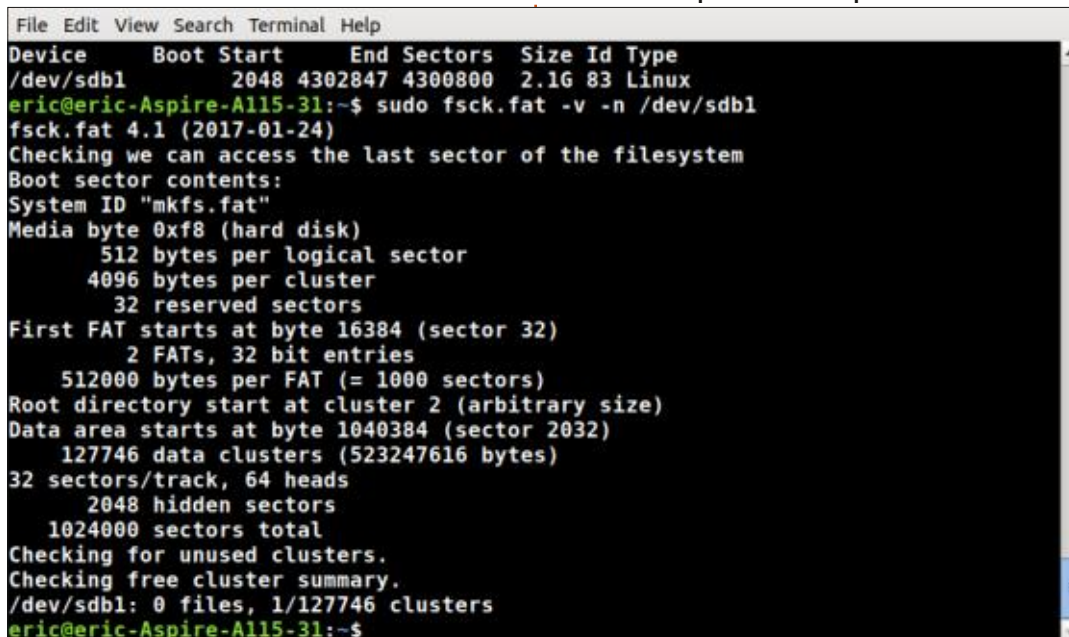 File Edit View Search Terminal Help
Device Boot Start End Sectors Size Id Type
/dev/sdb1 2048 4302847 4300800 2.1G 83 Linux
eric@eric-Aspire-A115-31:~$ sudo fsck.fat -v -n /dev/sdb1
fsck.fat 4.1 (2017-01-24)
Checking we can access the last sector of the filesystem
Boot sector contents:
System ID "mkfs.fat"
Media byte 0xf8 (hard disk)
512 bytes per logical sector
4096 bytes per cluster
32 reserved sectors
First FAT starts at byte 16384 (sector 32)
2 FATs, 32 bit entries
512000 bytes per FAT (= 1000 sectors)
Root directory start at cluster 2 (arbitrary size)
Data area starts at byte 1040384 (sector 2032)
127746 data clusters (523247616 bytes)
32 sectors/track, 64 heads
2048 hidden sectors
1024000 sectors total
Checking for unused clusters.
Checking free cluster summary.
/dev/sdb1: 0 files, 1/127746 clusters
eric@eric-Aspire-A115-31:~$